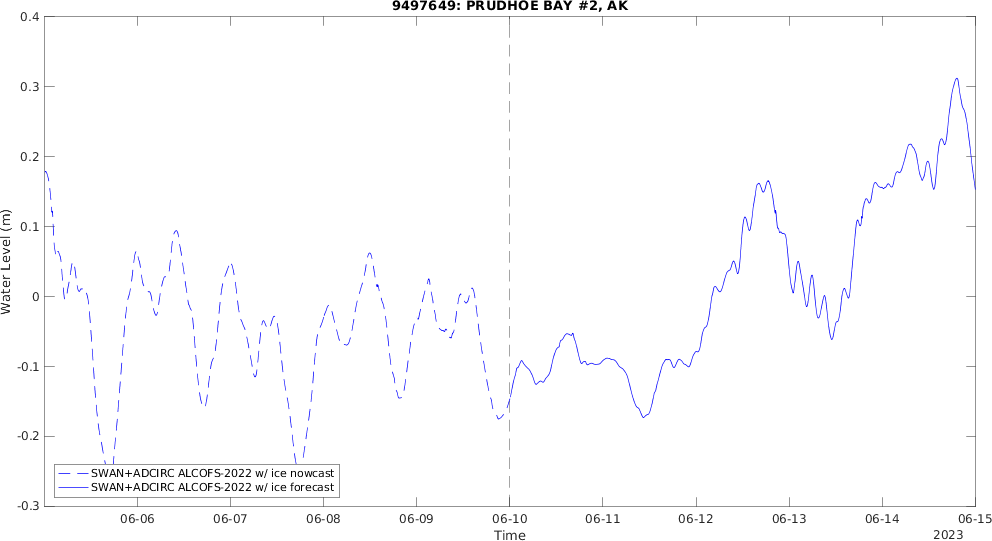 9497649: PRUDHOE BAY #2, AK
0.4
0.3
0.2
0.1
0
-0.1
-0.2
-0.3
Water Level (m)
SWAN+ADCIRC ALCOFS-2022 w/ ice nowcast
SWAN+ADCIRC ALCOFS-2022 w/ ice forecast
06-06 06-07 06-08 06-09 06-10 06-11 06-12 06-13 06-14 06-15
Time
2023